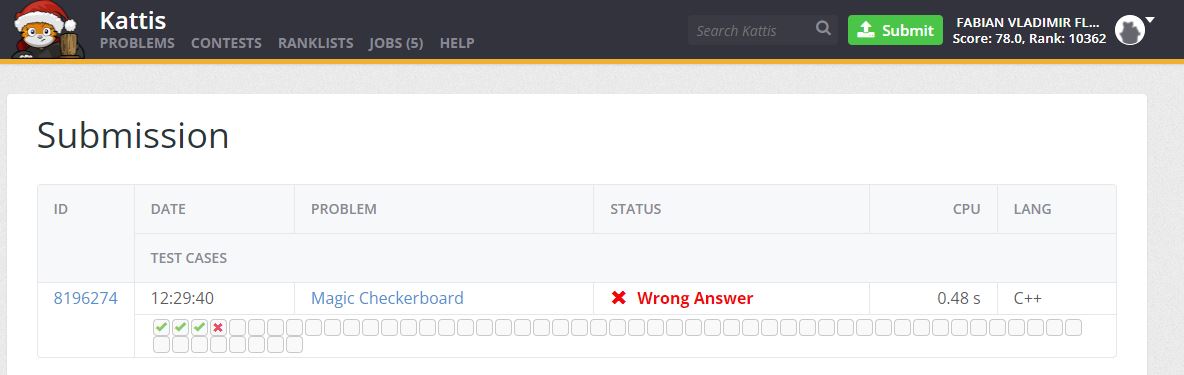 Kattis
PROBLEMS CONTESTS RANKLISTS JOBS (5) HELP
Search Kattis
Submit
FABIAN VLADIMIR FL...
Score: 78.0, Rank: 10362
Submission
ID DATE PROBLEM STATUS CPU LANG
TEST CASES
8196274 12:29:40 Magic Checkerboard Wrong Answer 0.48 s C++